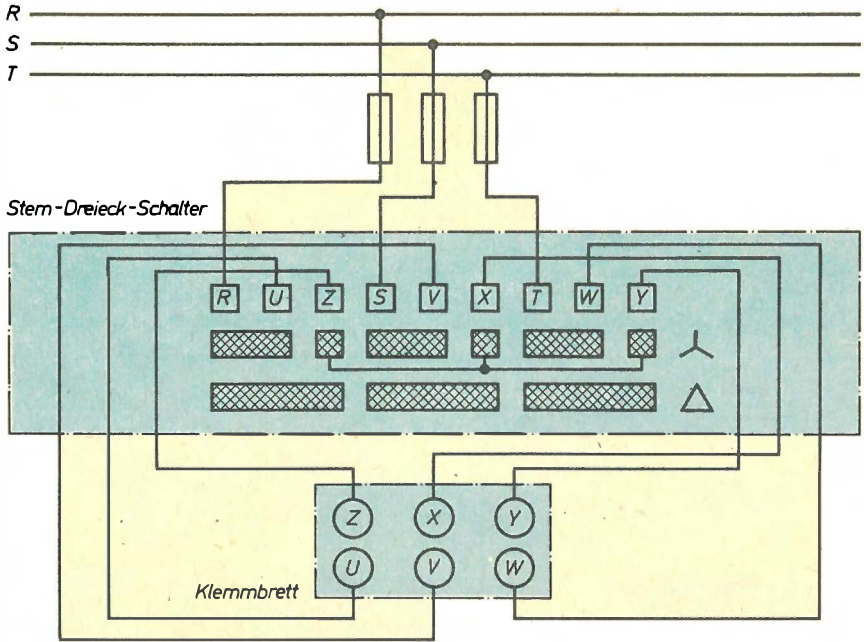 R
S
T
Stern-Dreieck-Schalter
R U Z S V X T W Y
Z X Y
U V W
Klemmbrett